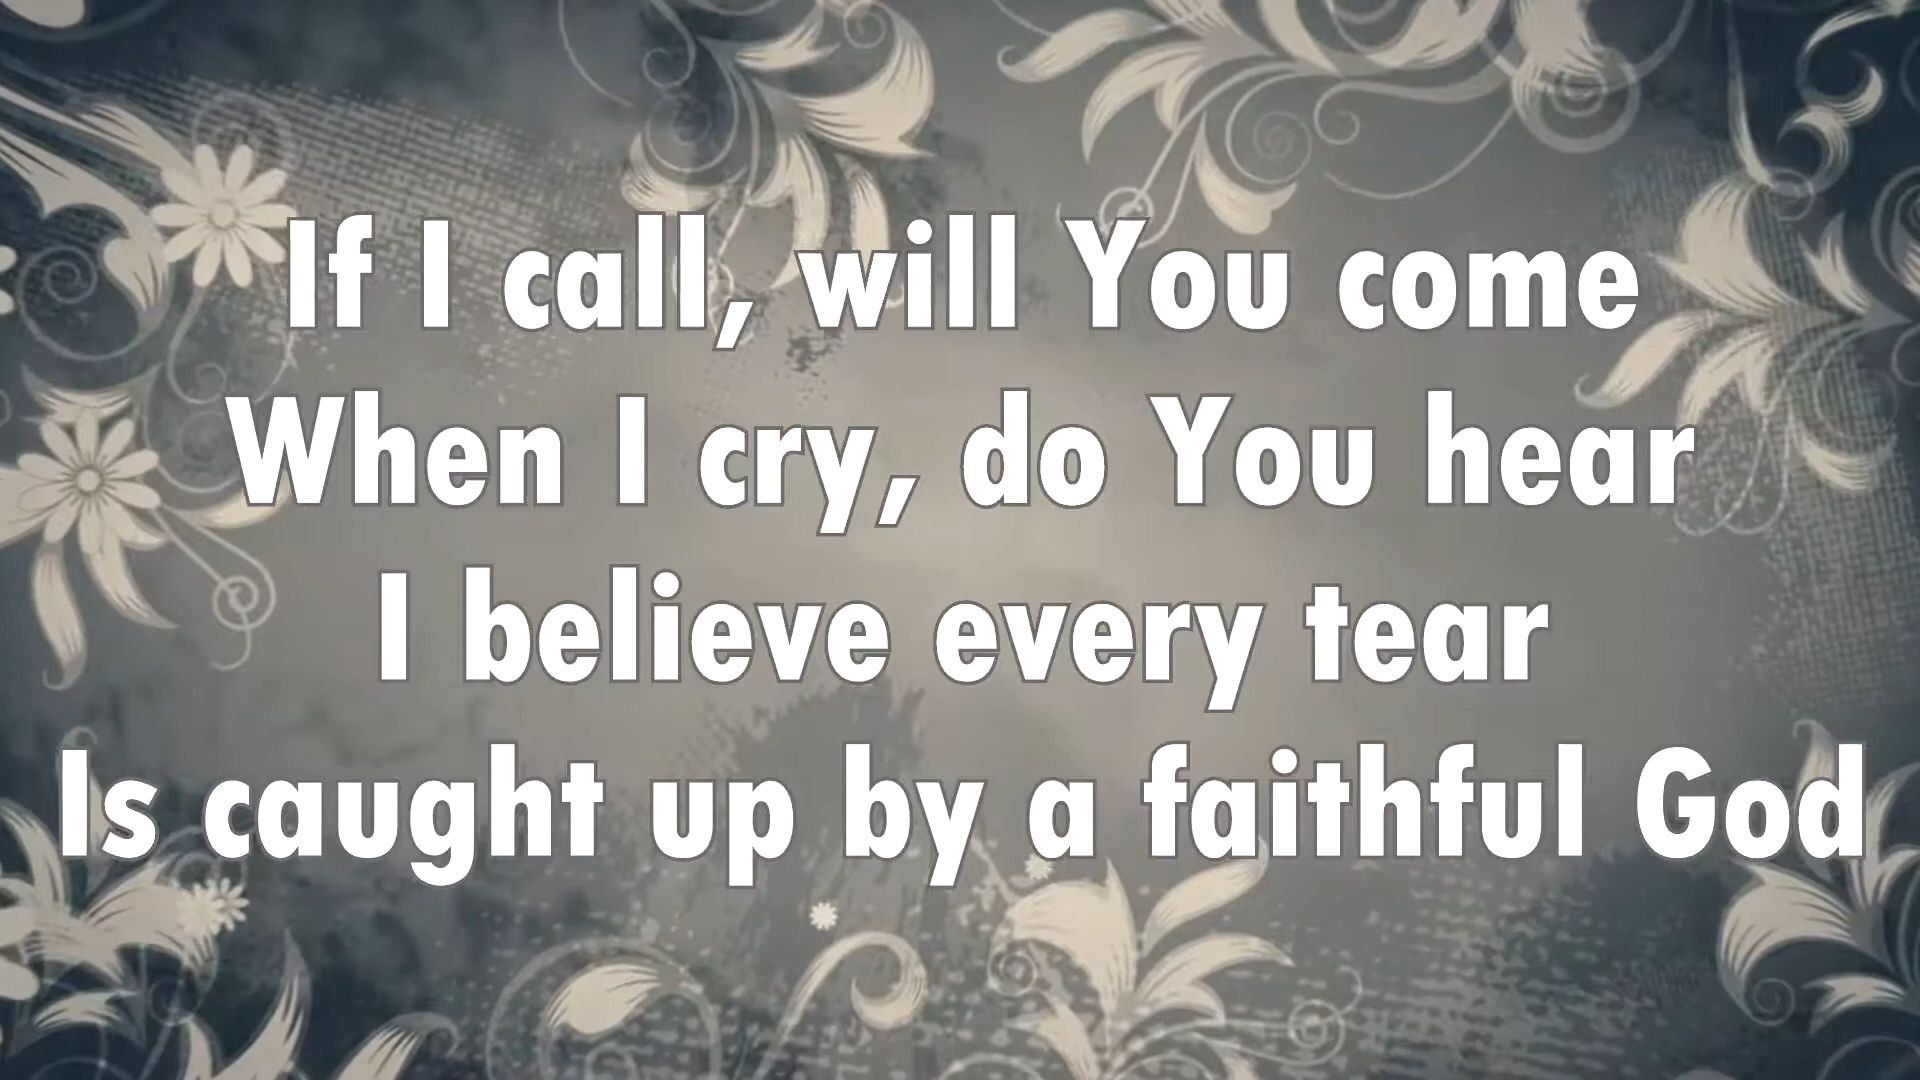 If I call, will You come
When I cry, do You hear
I believe every tear
Is caught up by a faithful God